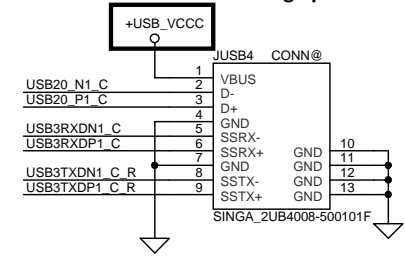 +USB_VCCC
JUSB4 CONN@
1 VBUS
USB20_N1_C 2 D-
USB20_P1_C 3 D+
4 GND
USB3RXDN1_C 5 SSRX-
USB3RXDP1_C 6 SSRX+ GND 10
7 GND GND 11
USB3TXDN1_C_R 8 SSTX- GND 12
USB3TXDP1_C_R 9 SSTX+ GND 13
SINGA_2UB4008-500101F